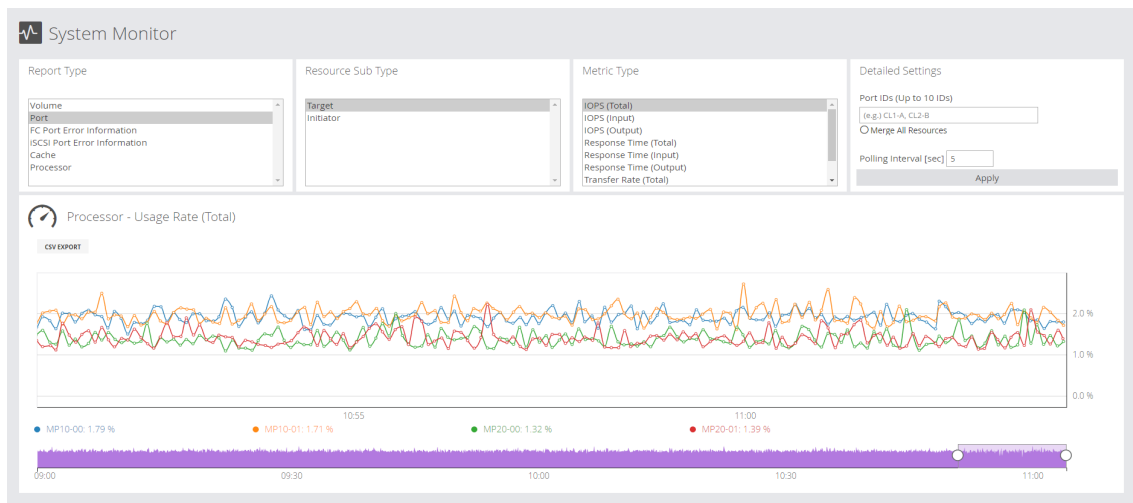 System Monitor
Report Type
Volume
Port
FC Port Error Information
iSCSI Port Error Information
Cache
Processor
Resource Sub Type
Target
Initiator
Metric Type
IOPS (Total)
IOPS (Input)
IOPS (Output)
Response Time (Total)
Response Time (Input)
Response Time (Output)
Transfer Rate (Total)
Detailed Settings
Port IDs (Up to 10 IDs)
(e.g.) CL1-A, CL2-B
Merge All Resources
Polling Interval [sec] 5
Apply
Processor - Usage Rate (Total)
CSV EXPORT
2.0 %
1.0 %
0.0 %
10:55 11:00
MP10-00: 1.79 % MP10-01: 1.71 % MP20-00: 1.32 % MP20-01: 1.39 %
09:00 09:30 10:00 10:30 11:00